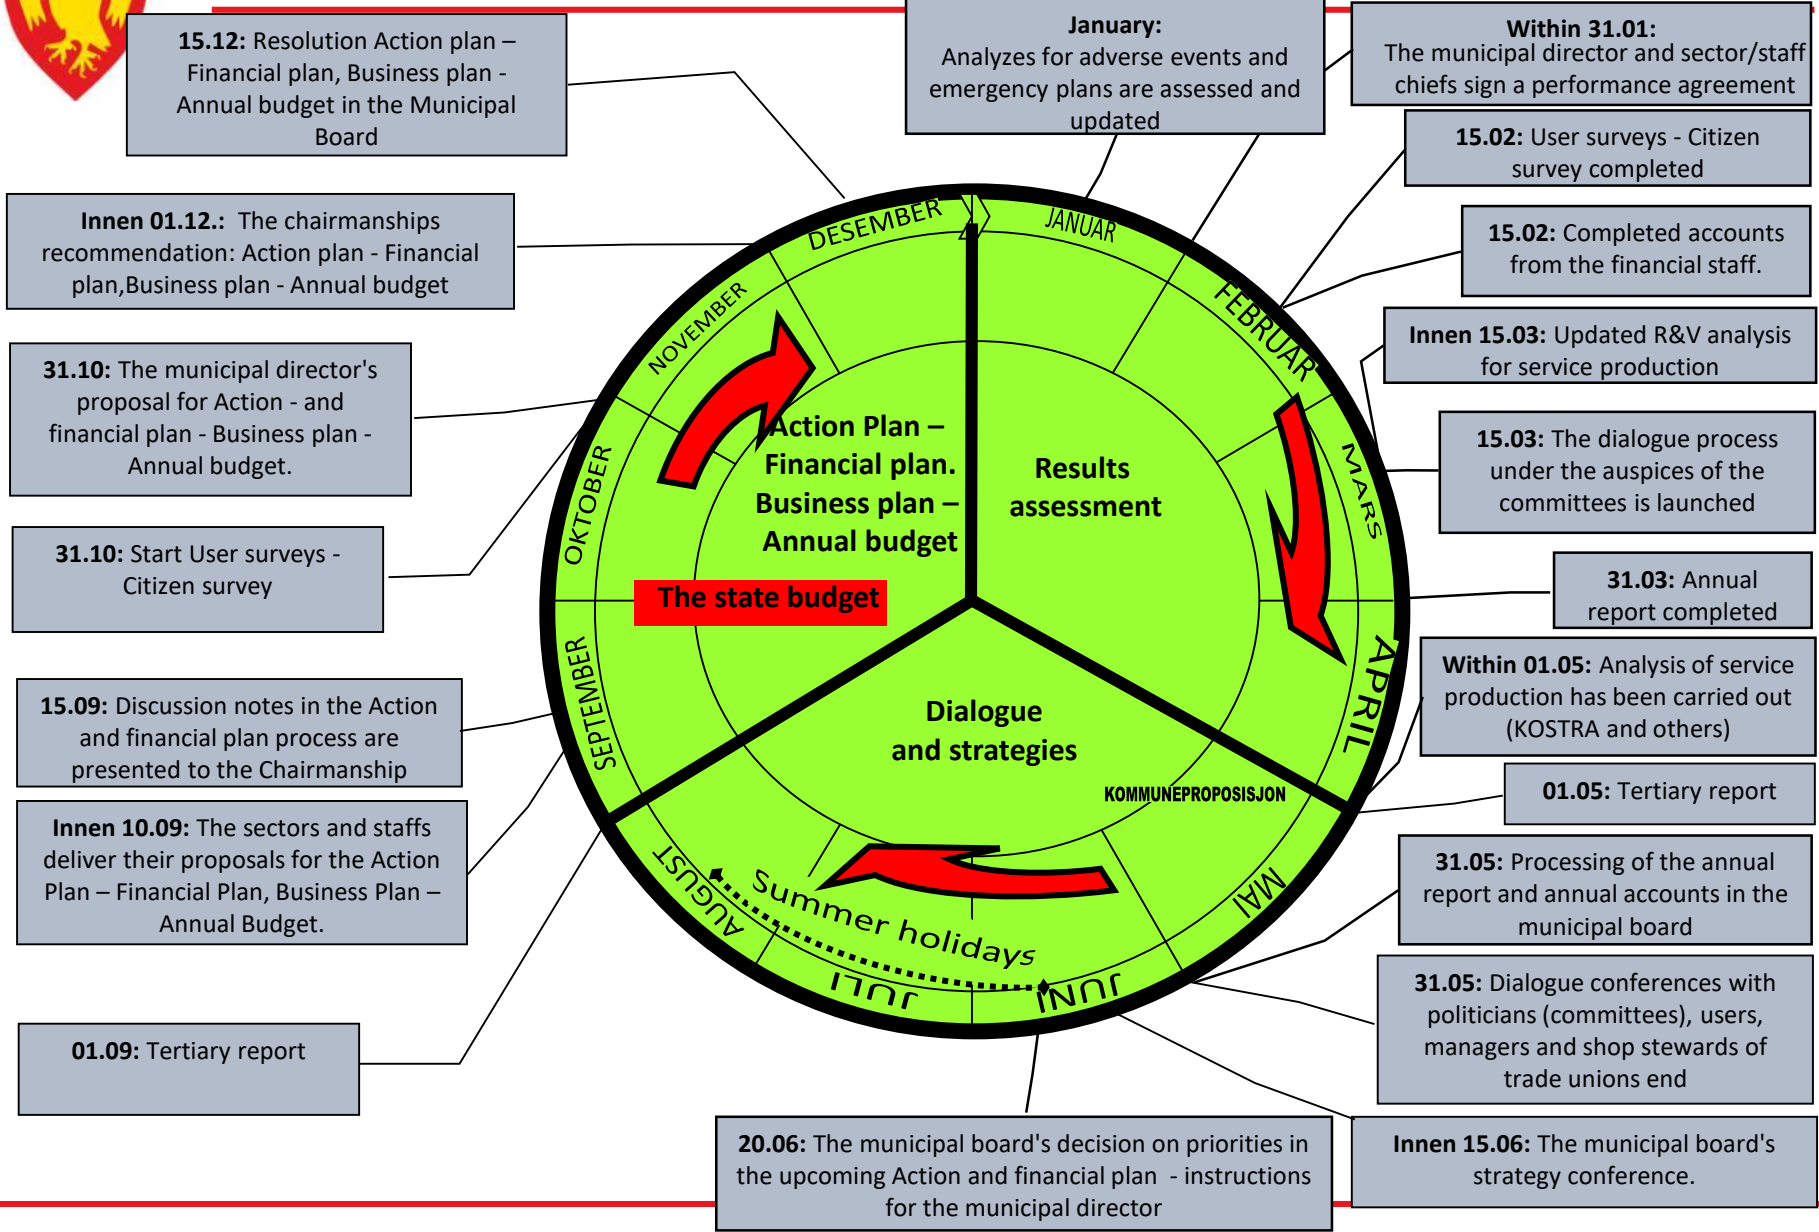 15.12: Resolution Action plan –
Financial plan, Business plan -
Annual budget in the Municipal
Board
January:
Analyzes for adverse events and
emergency plans are assessed and
updated
Within 31.01:
The municipal director and sector/staff
chiefs sign a performance agreement
15.02: User surveys - Citizen
survey completed
15.02: Completed accounts
from the financial staff.
Innen 15.03: Updated R&V analysis
for service production
15.03: The dialogue process
under the auspices of the
committees is launched
31.03: Annual
report completed
Within 01.05: Analysis of service
production has been carried out
(KOSTRA and others)
01.05: Tertiary report
31.05: Processing of the annual
report and annual accounts in the
municipal board
31.05: Dialogue conferences with
politicians (committees), users,
managers and shop stewards of
trade unions end
Innen 15.06: The municipal board's
strategy conference.
20.06: The municipal board's decision on priorities in
the upcoming Action and financial plan - instructions
for the municipal director
01.09: Tertiary report
Innen 10.09: The sectors and staffs
deliver their proposals for the Action
Plan – Financial Plan, Business Plan –
Annual Budget.
15.09: Discussion notes in the Action
and financial plan process are
presented to the Chairmanship
31.10: Start User surveys -
Citizen survey
31.10: The municipal director's
proposal for Action - and
financial plan - Business plan -
Annual budget.
Innen 01.12.: The chairmanships
recommendation: Action plan - Financial
plan,Business plan - Annual budget
JANUAR
FEBRUAR
MARS
APRIL
MAI
JUNI
JULI
AUGUST
SEPTEMBER
OKTOBER
NOVEMBER
DESEMBER
Action Plan –
Financial plan.
Business plan –
Annual budget
The state budget
Results
assessment
Dialogue
and strategies
KOMMUNEPROPOSISJON
Summer holidays